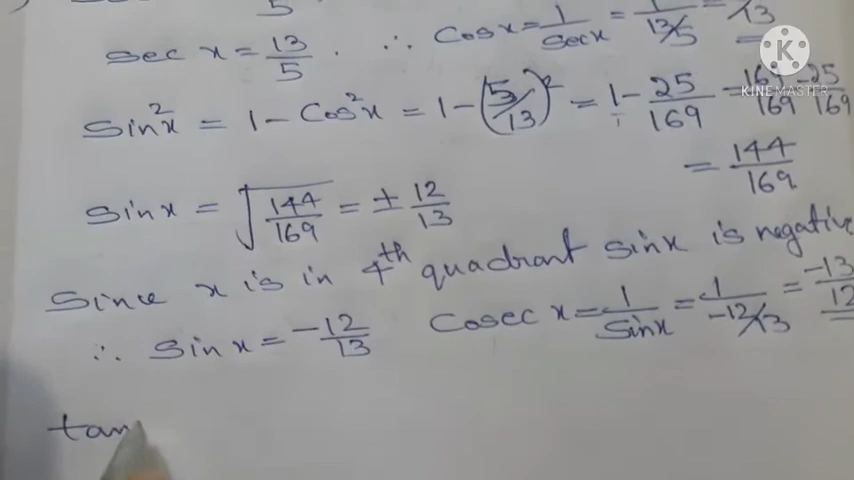 5
sec x = 13/5 . ∴ Cos x = 1/sec x = 1/13/5 = /13
Sin²x = 1 - Cos²x = 1 - (5/13)² = 1 - 25/169 = 169-25/169 169
= 144/169
Sin x = √144/169 = ± 12/13
Since x is in 4th quadrant sin x is negative
∴ Sin x = -12/13 Cosec x = 1/Sin x = 1/-12/13 = -13/12
tan
K
KINEMASTER